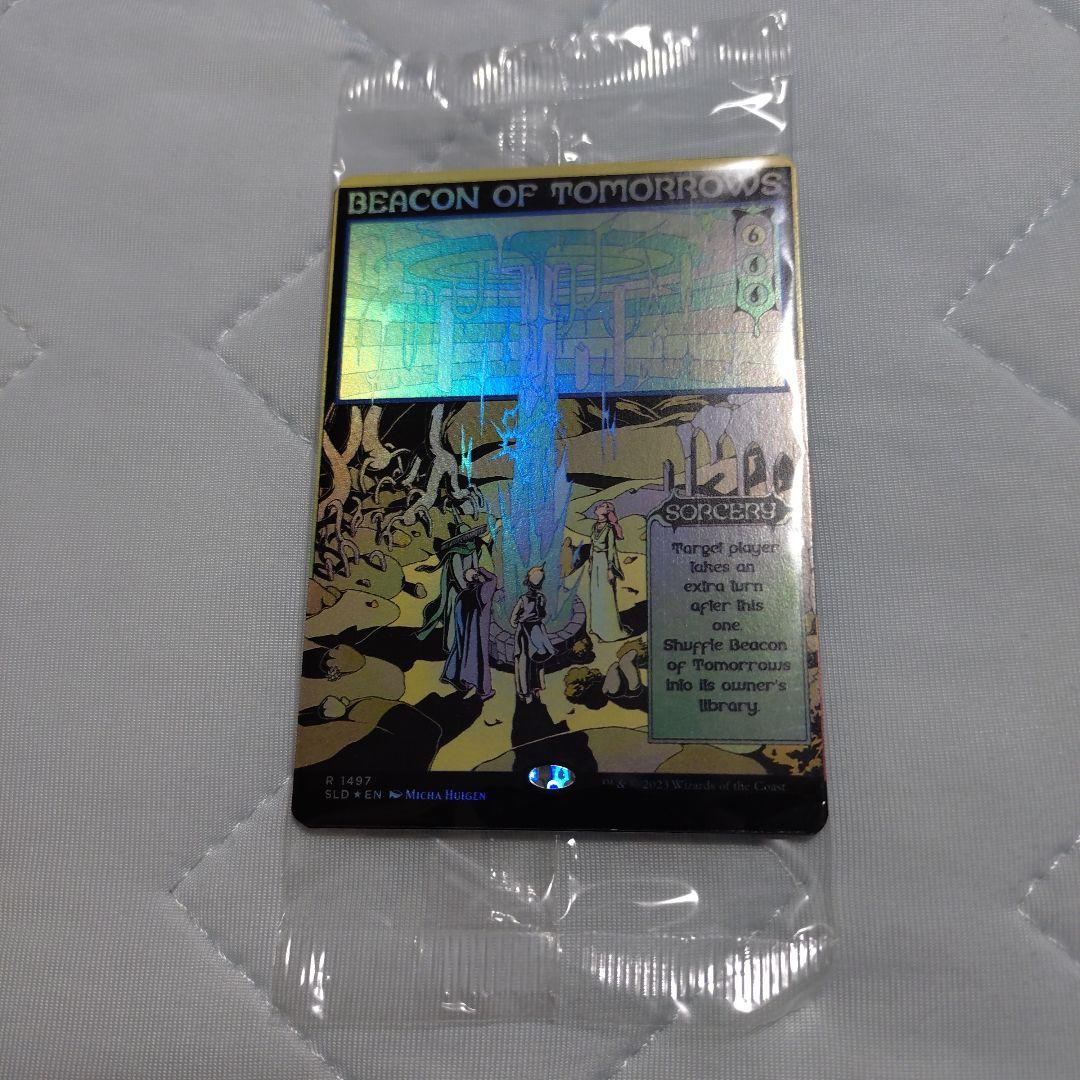 BEACON OF TOMORROWS
6
SORCERY
Target player
takes an
extra turn
after this
one.
Shuffle Beacon
of Tomorrows
into its owner's
library.
R 1497
SLD ★ EN MICHA HUIGEN
& © 2023 Wizards of the Coast